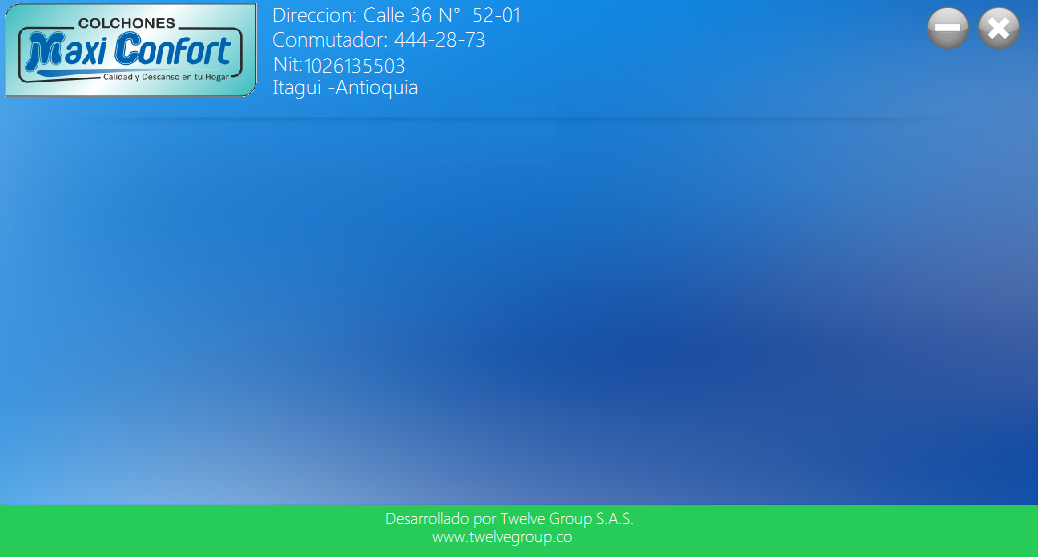 COLCHONES
Maxi Confort
Calidad y Descanso en tu Hogar
Direccion: Calle 36 N° 52-01
Conmutador: 444-28-73
Nit:1026135503
Itagui -Antioquia
Desarrollado por Twelve Group S.A.S.
www.twelvegroup.co